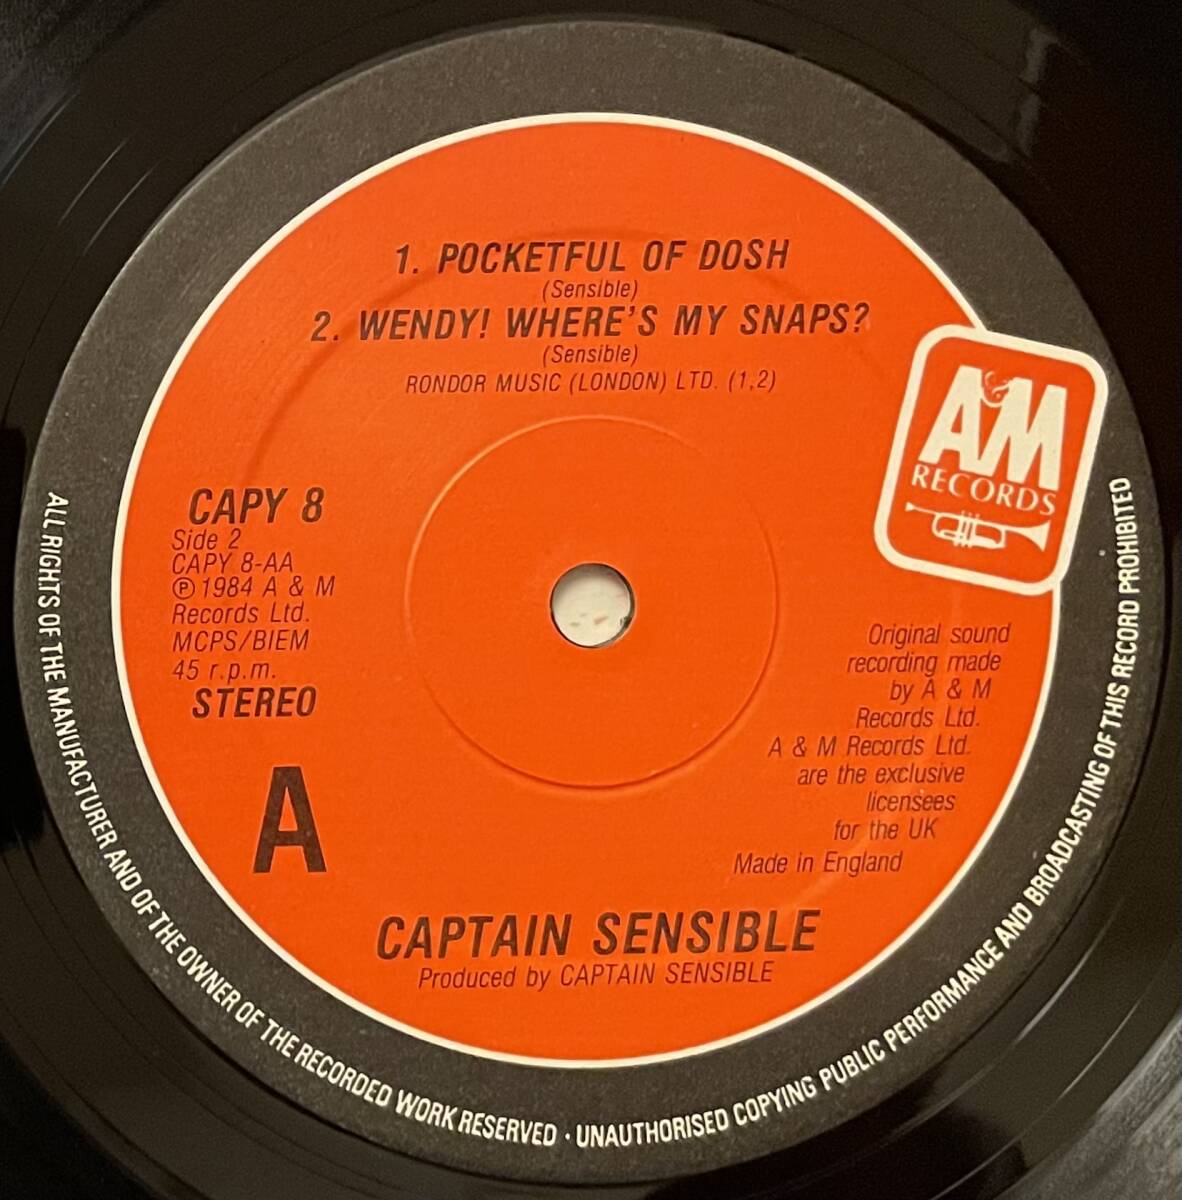 1. POCKETFUL OF DOSH
(Sensible)
2. WENDY! WHERE'S MY SNAPS?
(Sensible)
RONDOR MUSIC (LONDON) LTD. (1,2)
A&M
RECORDS
CAPY 8
Side 2
CAPY 8-AA
℗ 1984 A & M
Records Ltd.
MCPS/BIEM
45 r.p.m.
STEREO
A
Original sound
recording made
by A & M
Records Ltd.
A & M Records Ltd.
are the exclusive
licensees
for the UK
Made in England
CAPTAIN SENSIBLE
Produced by CAPTAIN SENSIBLE
ALL RIGHTS OF THE MANUFACTURER AND OF THE OWNER OF THE RECORDED WORK RESERVED · UNAUTHORISED COPYING PUBLIC PERFORMANCE AND BROADCASTING OF THIS RECORD PROHIBITED